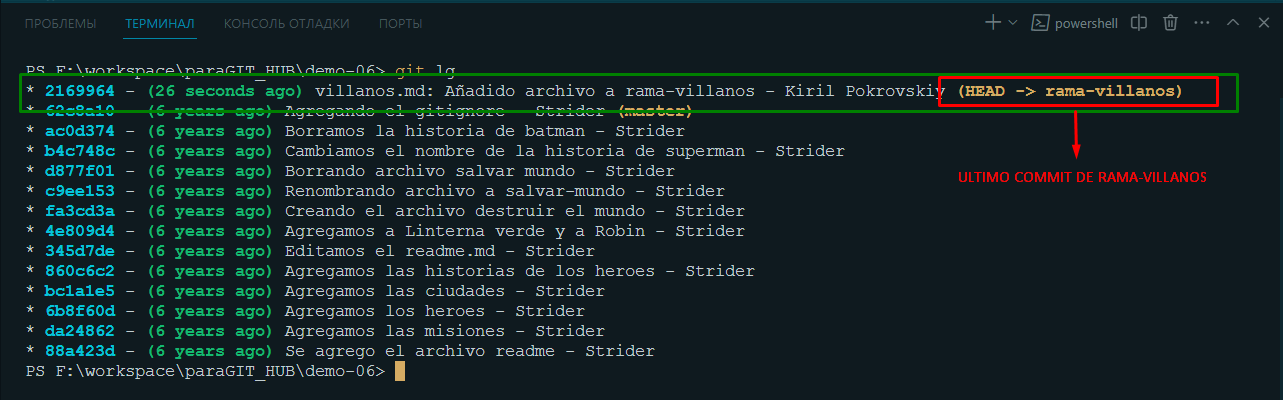 ПРОБЛЕМЫ ТЕРМИНАЛ КОНСОЛЬ ОТЛАДКИ ПОРТЫ powershell
PS F:\workspace\paraGIT_HUB\demo-06> git lg
* 2169964 - (26 seconds ago) villanos.md: Añadido archivo a rama-villanos - Kiril Pokrovskiy (HEAD -> rama-villanos)
* 62c8a10 - (6 years ago) Agregando el gitignore - Strider (master)
* ac0d374 - (6 years ago) Borramos la historia de batman - Strider
* b4c748c - (6 years ago) Cambiamos el nombre de la historia de superman - Strider
* d877f01 - (6 years ago) Borrando archivo salvar mundo - Strider
* c9ee153 - (6 years ago) Renombrando archivo a salvar-mundo - Strider
ULTIMO COMMIT DE RAMA-VILLANOS
* fa3cd3a - (6 years ago) Creando el archivo destruir el mundo - Strider
* 4e809d4 - (6 years ago) Agregamos a Linterna verde y a Robin - Strider
* 345d7de - (6 years ago) Editamos el readme.md - Strider
* 860c6c2 - (6 years ago) Agregamos las historias de los heroes - Strider
* bc1a1e5 - (6 years ago) Agregamos las ciudades - Strider
* 6b8f60d - (6 years ago) Agregamos los heroes - Strider
* da24862 - (6 years ago) Agregamos las misiones - Strider
* 88a423d - (6 years ago) Se agrego el archivo readme - Strider
PS F:\workspace\paraGIT_HUB\demo-06>